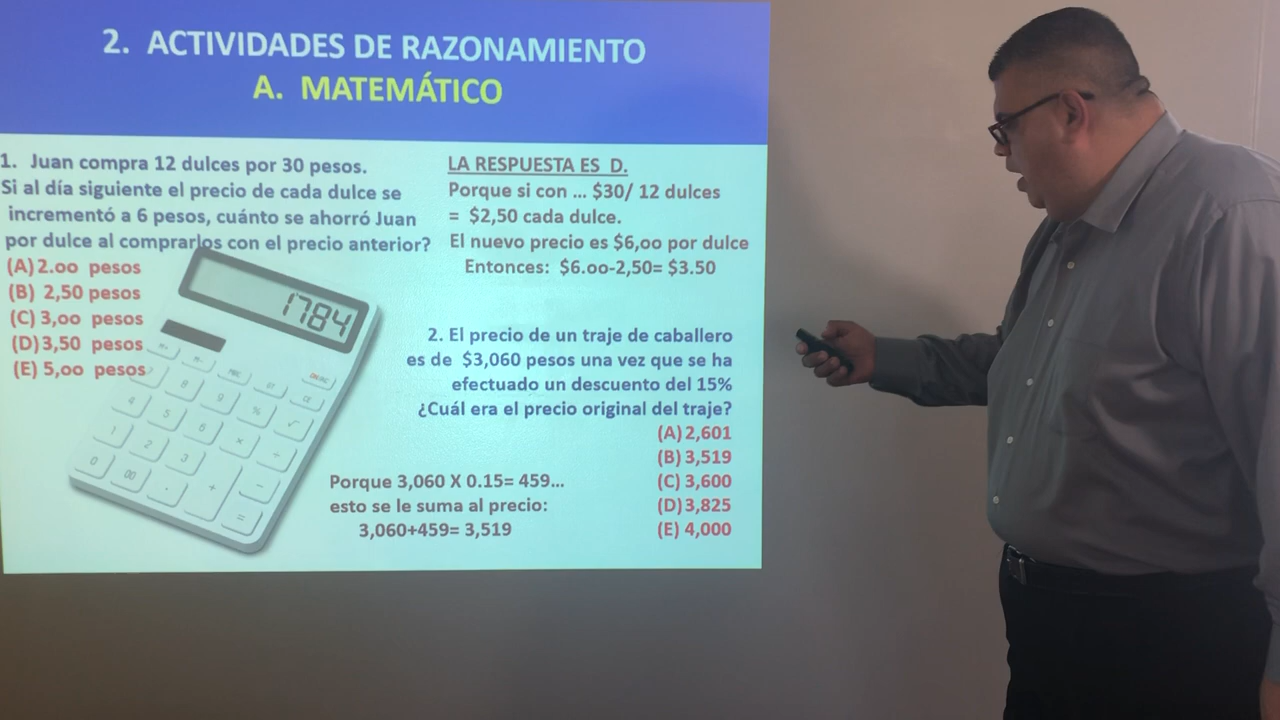 2. ACTIVIDADES DE RAZONAMIENTO
A. MATEMÁTICO
1. Juan compra 12 dulces por 30 pesos.
Si al día siguiente el precio de cada dulce se
incrementó a 6 pesos, cuánto se ahorró Juan
por dulce al comprarlos con el precio anterior?
(A) 2.oo pesos
(B) 2,50 pesos
(C) 3,oo pesos
(D) 3,50 pesos
(E) 5,oo pesos
LA RESPUESTA ES D.
Porque si con ... $30/ 12 dulces
= $2,50 cada dulce.
El nuevo precio es $6,oo por dulce
Entonces: $6.oo-2,50= $3.50
1784
2. El precio de un traje de caballero
es de $3,060 pesos una vez que se ha
efectuado un descuento del 15%
¿Cuál era el precio original del traje?
(A) 2,601
(B) 3,519
(C) 3,600
(D) 3,825
(E) 4,000
Porque 3,060 X 0.15= 459...
esto se le suma al precio:
3,060+459= 3,519